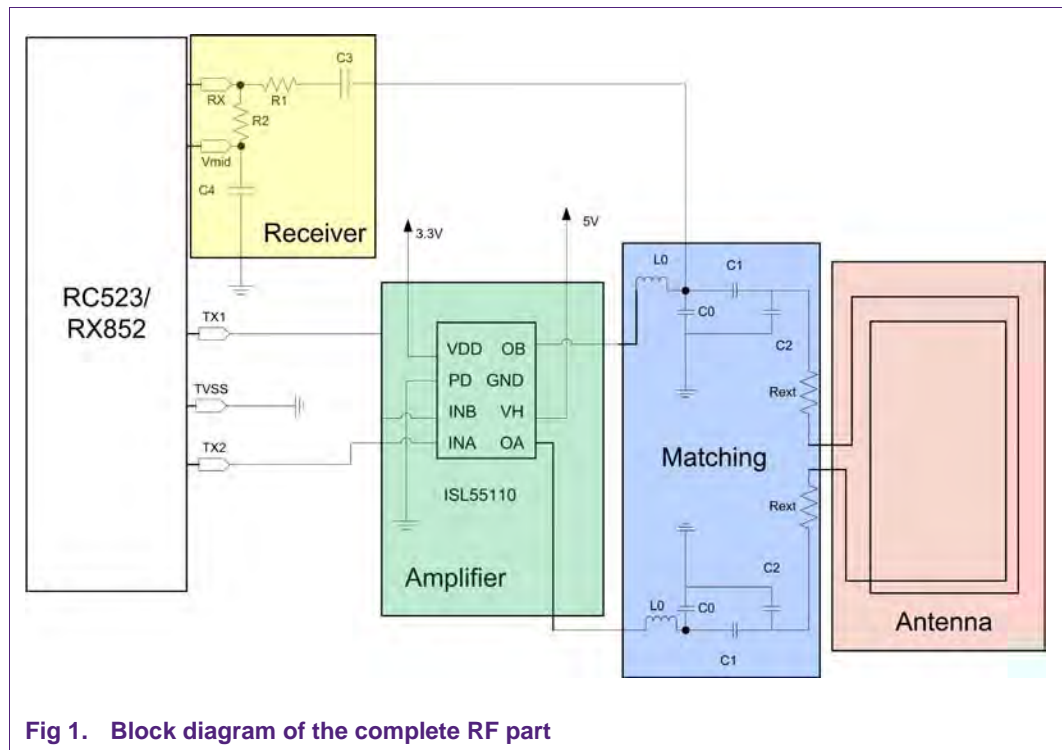 RC523/
RX852
RX
Vmid
R1
R2
C3
C4
Receiver
TX1
TVSS
TX2
3.3V
5V
VDD OB
PD GND
INB VH
INA OA
ISL55110
Amplifier
L0
C1
C0
C2
Rext
Matching
Rext
C2
L0
C0
C1
Antenna
Fig 1. Block diagram of the complete RF part